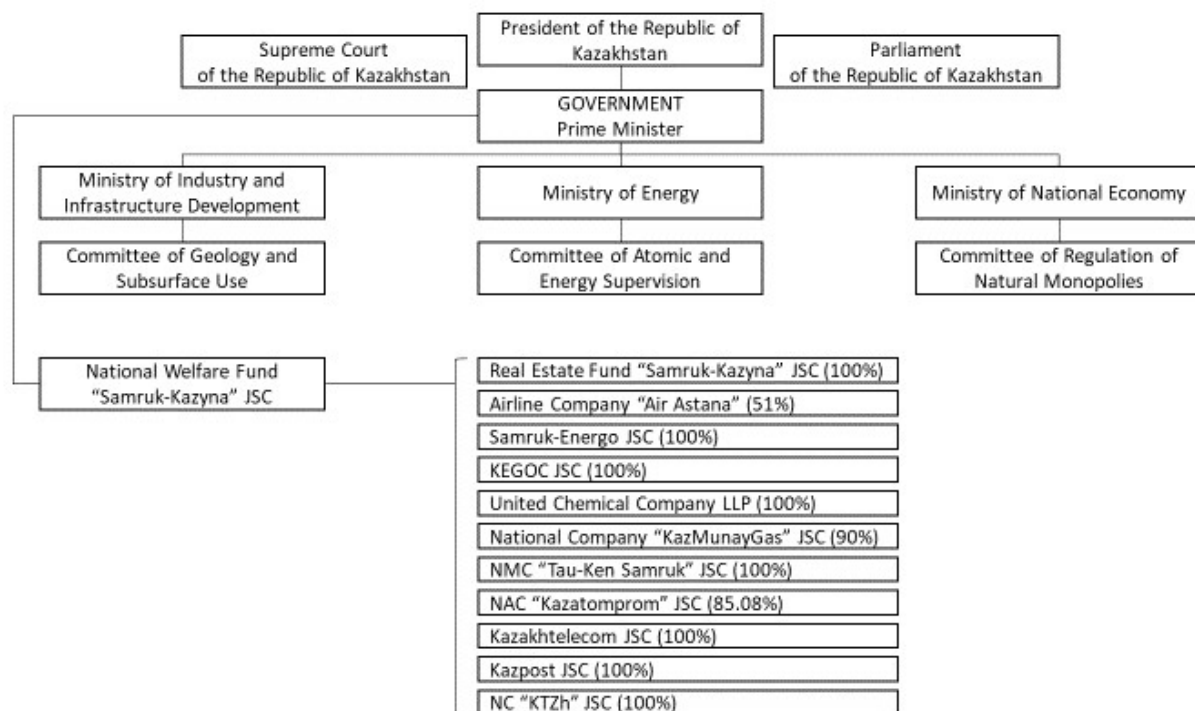 President of the Republic of
Kazakhstan
Supreme Court
of the Republic of Kazakhstan
Parliament
of the Republic of Kazakhstan
GOVERNMENT
Prime Minister
Ministry of Industry and
Infrastructure Development
Ministry of Energy
Ministry of National Economy
Committee of Geology and
Subsurface Use
Committee of Atomic and
Energy Supervision
Committee of Regulation of
Natural Monopolies
National Welfare Fund
“Samruk-Kazyna” JSC
Real Estate Fund “Samruk-Kazyna” JSC (100%)
Airline Company “Air Astana” (51%)
Samruk-Energo JSC (100%)
KEGOC JSC (100%)
United Chemical Company LLP (100%)
National Company “KazMunayGas” JSC (90%)
NMC “Tau-Ken Samruk” JSC (100%)
NAC “Kazatomprom” JSC (85.08%)
Kazakhtelecom JSC (100%)
Kazpost JSC (100%)
NC “KTZh” JSC (100%)